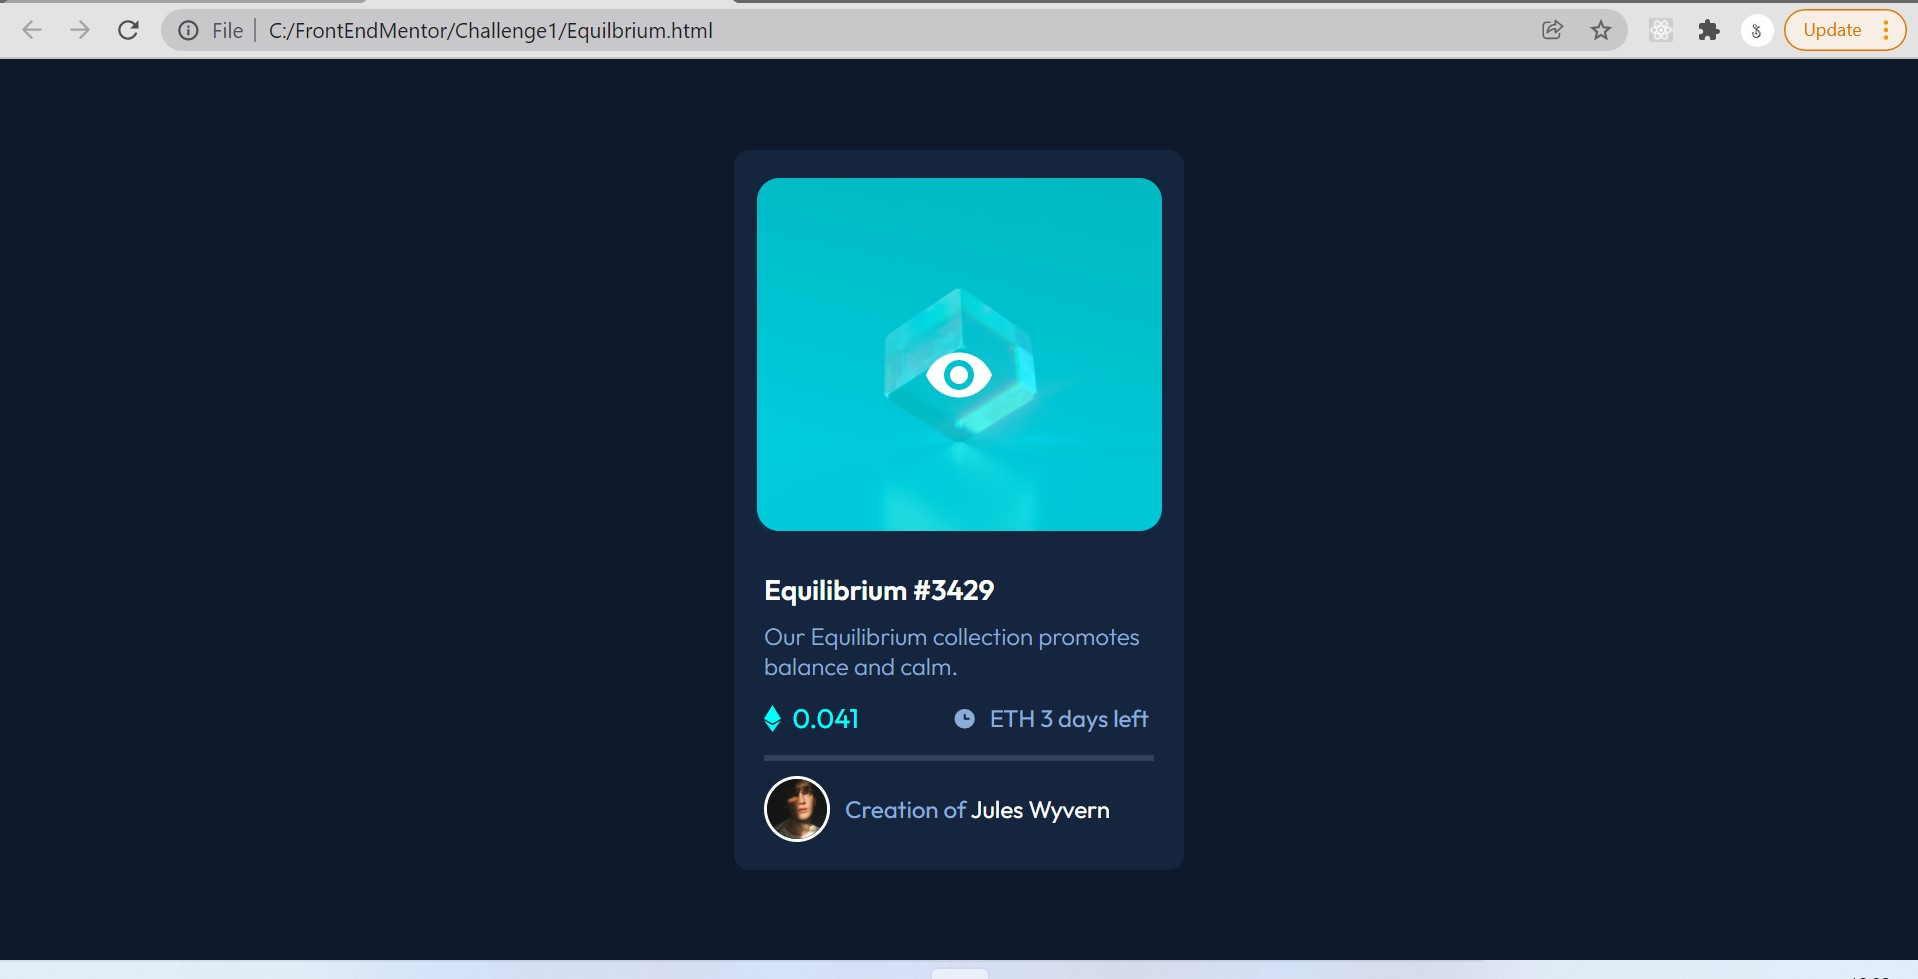 File
C:/FrontEndMentor/Challenge1/Equilbrium.html
Update
Equilibrium #3429
Our Equilibrium collection promotes
balance and calm.
0.041
ETH 3 days left
Creation of Jules Wyvern